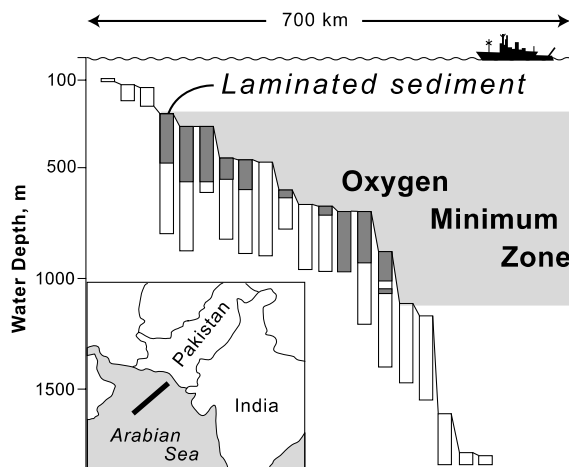 700 km
100
Laminated sediment
500
Oxygen
Minimum
Zone
1000
1500
Water Depth, m
Pakistan
India
Arabian
Sea